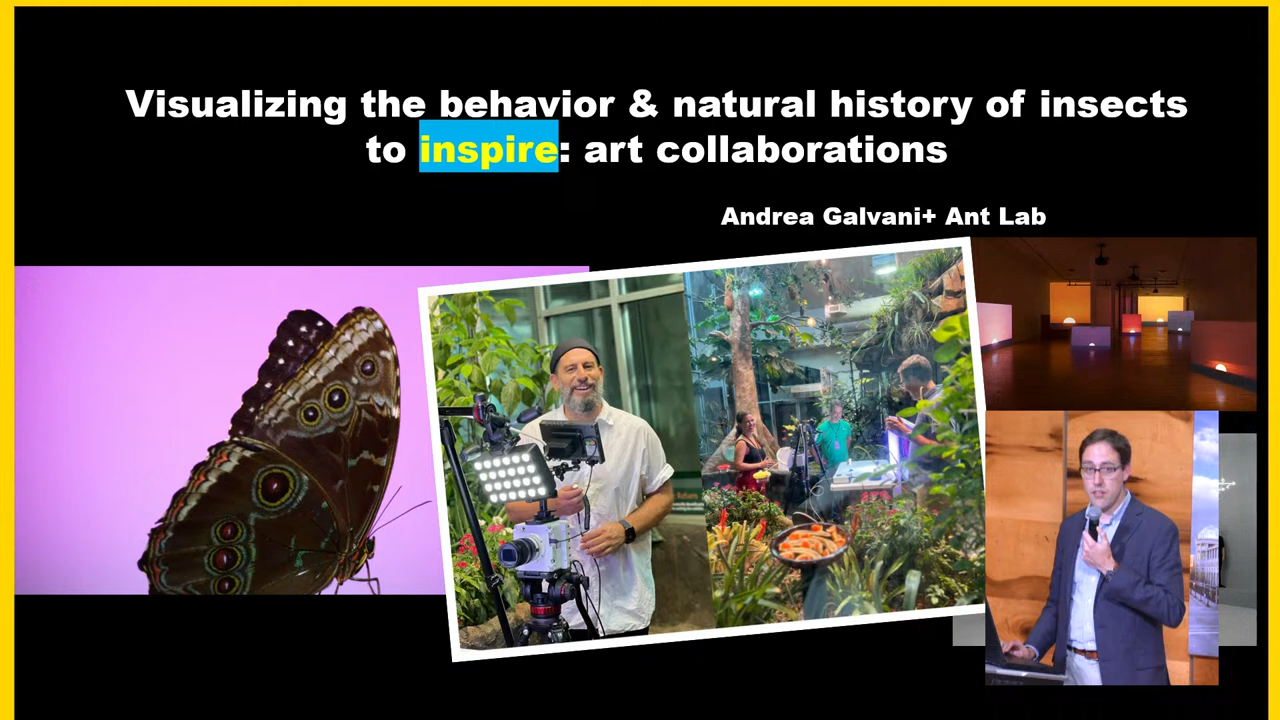 Visualizing the behavior & natural history of insects
to inspire: art collaborations
Andrea Galvani+ Ant Lab